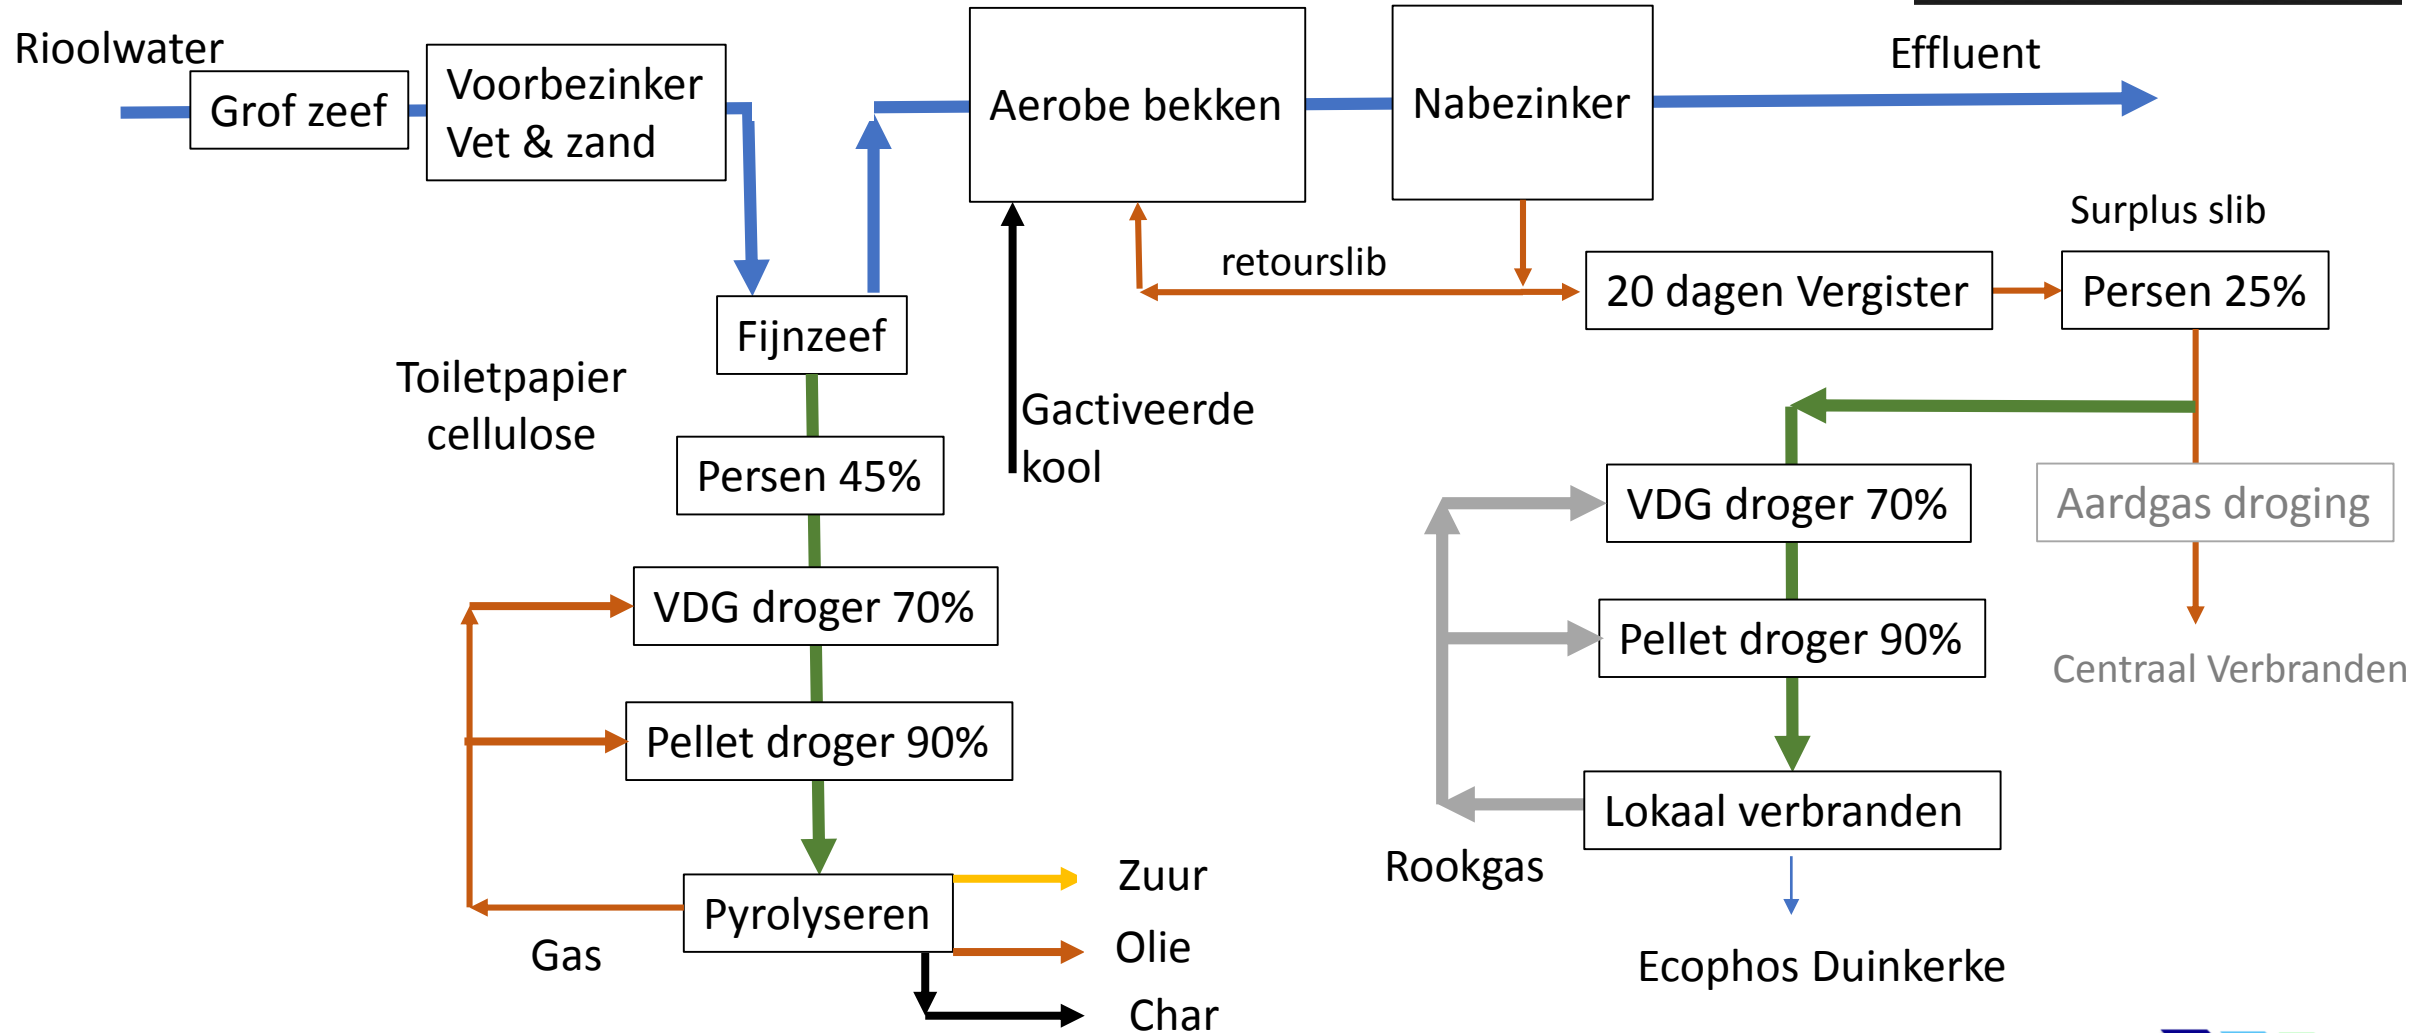 Rioolwater
Grof zeef
Voorbezinker
Vet & zand
Aerobe bekken
Nabezinker
Effluent
Surplus slib
retourslib
20 dagen Vergister
Persen 25%
Fijnzeef
Toiletpapier
cellulose
Gactiveerde
kool
Persen 45%
VDG droger 70%
Aardgas droging
VDG droger 70%
Pellet droger 90%
Centraal Verbranden
Pellet droger 90%
Lokaal verbranden
Rookgas
Zuur
Pyrolyseren
Olie
Gas
Ecophos Duinkerke
Char